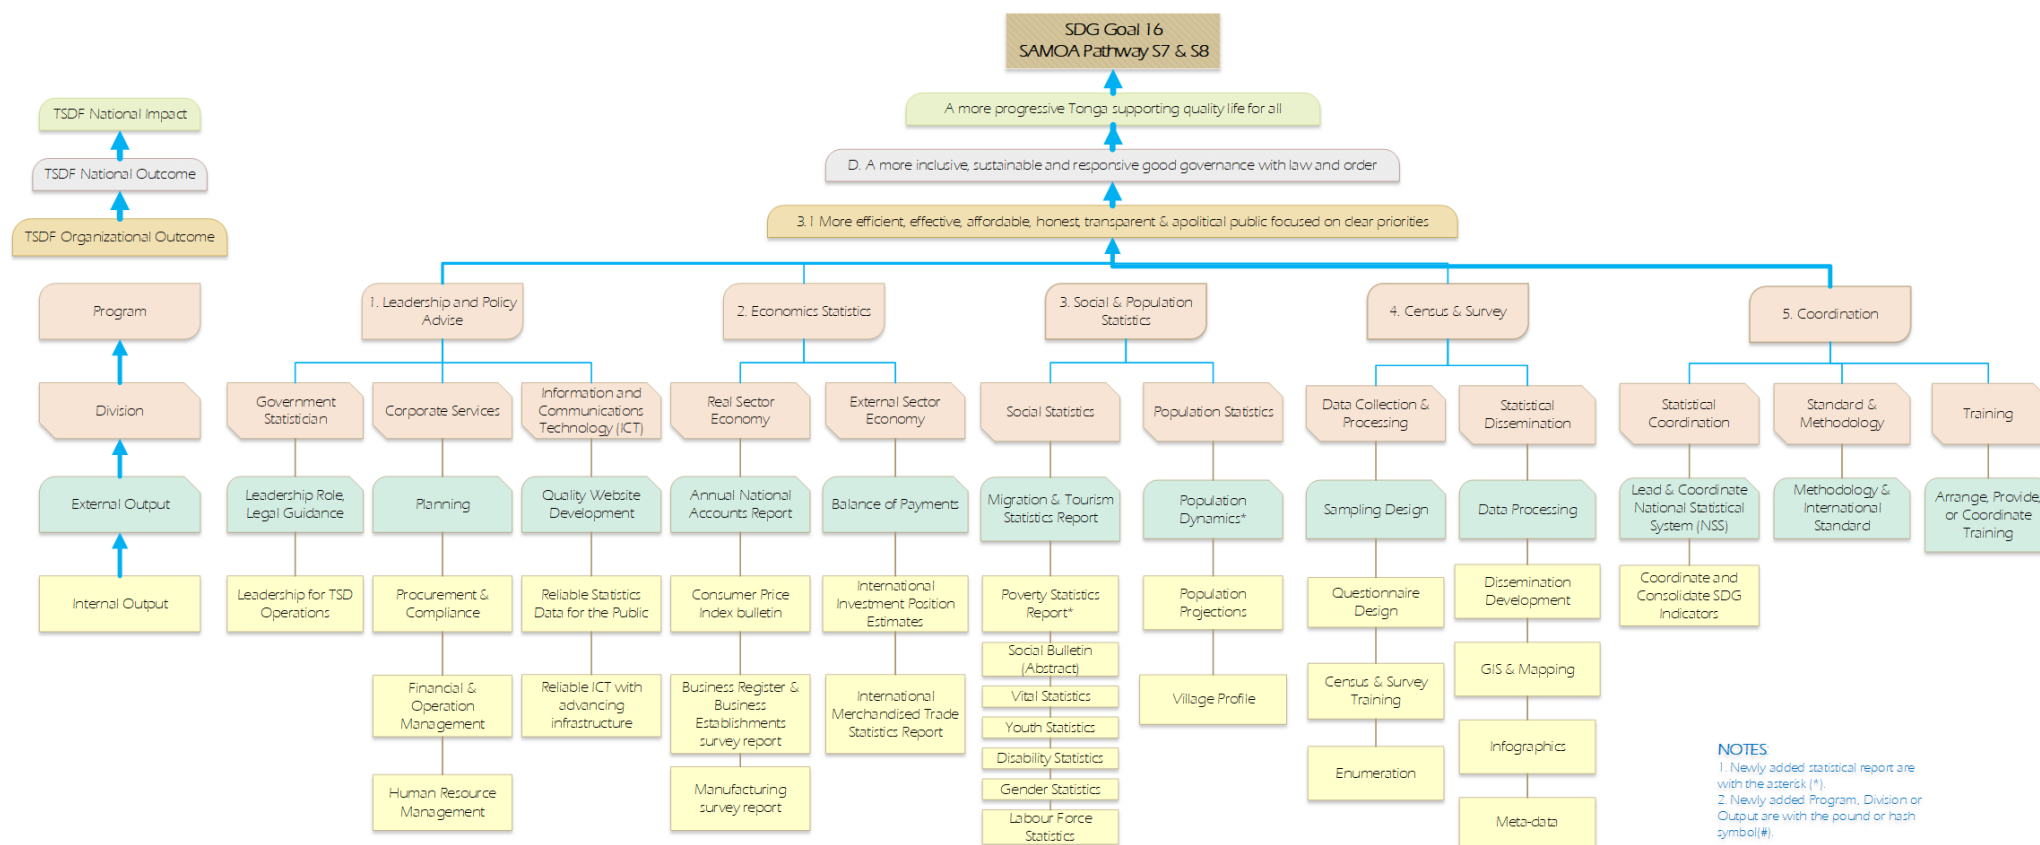 SDG Goal 16
SAMOA Pathway S7 & S8
A more progressive Tonga supporting quality life for all
D. A more inclusive, sustainable and responsive good governance with law and order
3.1 More efficient, effective, affordable, honest, transparent & apolitical public focused on clear priorities
TSDF National Impact
TSDF National Outcome
TSDF Organizational Outcome
Program
Division
External Output
Internal Output
1. Leadership and Policy
Advise
Government
Statistician
Leadership Role,
Legal Guidance
Leadership for TSD
Operations
Corporate Services
Planning
Procurement &
Compliance
Financial &
Operation
Management
Human Resource
Management
Information and
Communications
Technology (ICT)
Quality Website
Development
Reliable Statistics
Data for the Public
Reliable ICT with
advancing
infrastructure
2. Economics Statistics
Real Sector
Economy
Annual National
Accounts Report
Consumer Price
Index bulletin
Business Register &
Business
Establishments
survey report
Manufacturing
survey report
External Sector
Economy
Balance of Payments
International
Investment Position
Estimates
International
Merchandised Trade
Statistics Report
3. Social & Population
Statistics
Social Statistics
Migration & Tourism
Statistics Report
Poverty Statistics
Report*
Social Bulletin
(Abstract)
Vital Statistics
Youth Statistics
Disability Statistics
Gender Statistics
Labour Force
Statistics
Population Statistics
Population
Dynamics*
Population
Projections
Village Profile
4. Census & Survey
Data Collection &
Processing
Sampling Design
Questionnaire
Design
Census & Survey
Training
Enumeration
Statistical
Dissemination
Data Processing
Dissemination
Development
GIS & Mapping
Infographics
Meta-data
5. Coordination
Statistical
Coordination
Lead & Coordinate
National Statistical
System (NSS)
Coordinate and
Consolidate SDG
Indicators
Standard &
Methodology
Methodology &
International
Standard
Training
Arrange, Provide,
or Coordinate
Training
NOTES:
1. Newly added statistical report are
with the asterisk (*).
2. Newly added Program, Division or
Output are with the pound or hash
symbol(#).